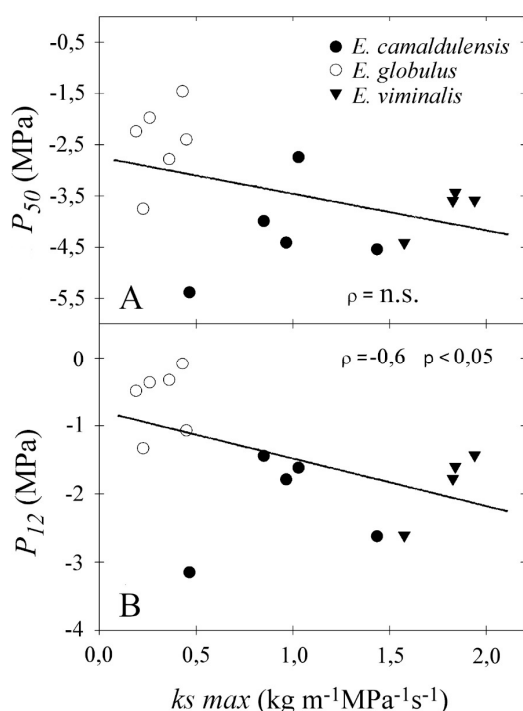 -0,5
-1,5
-2,5
-3,5
-4,5
-5,5
P50 (MPa)
E. camaldulensis
E. globulus
E. viminalis
A
ρ = n.s.
0
-1
-2
-3
-4
P12 (MPa)
ρ =-0,6 p < 0,05
B
0,0 0,5 1,0 1,5 2,0
ks max (kg m-1MPa-1s-1)